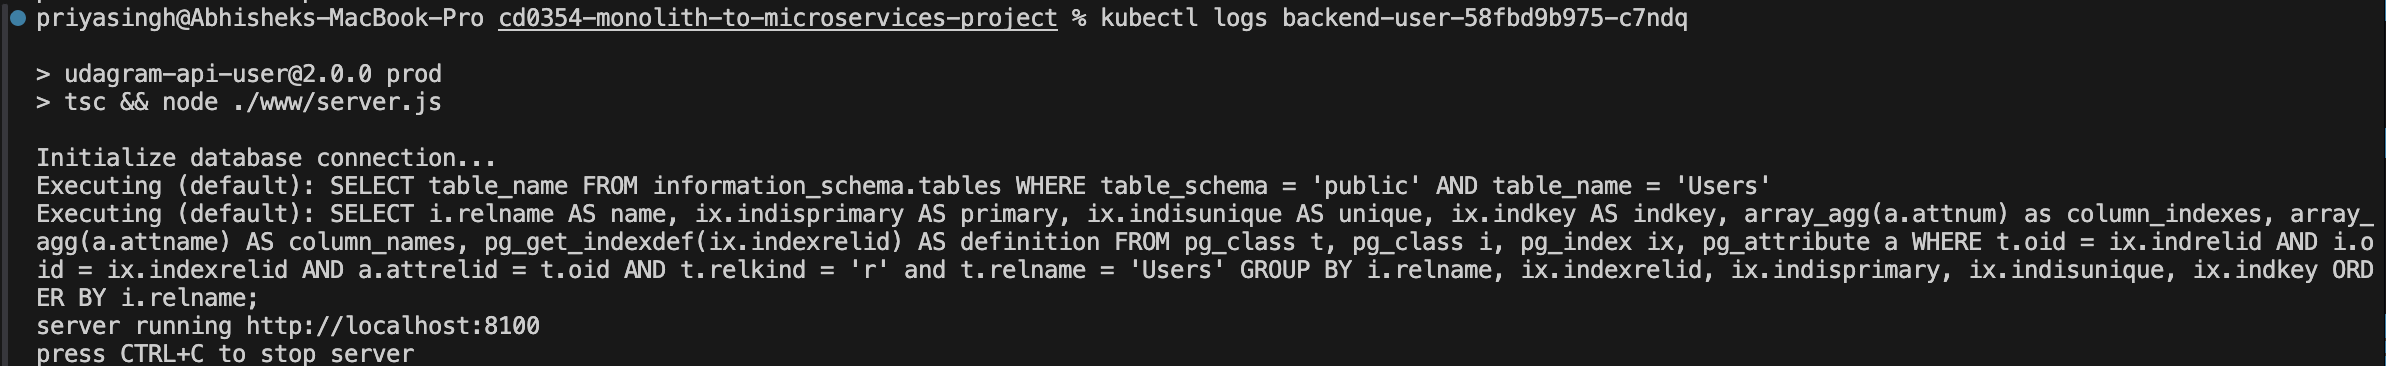 priyasingh@Abhisheks-MacBook-Pro cd0354-monolith-to-microservices-project % kubectl logs backend-user-58fbd9b975-c7ndq
> udagram-api-user@2.0.0 prod
> tsc && node ./www/server.js
Initialize database connection...
Executing (default): SELECT table_name FROM information_schema.tables WHERE table_schema = 'public' AND table_name = 'Users'
Executing (default): SELECT i.relname AS name, ix.indisprimary AS primary, ix.indisunique AS unique, ix.indkey AS indkey, array_agg(a.attnum) as column_indexes, array_
agg(a.attname) AS column_names, pg_get_indexdef(ix.indexrelid) AS definition FROM pg_class t, pg_class i, pg_index ix, pg_attribute a WHERE t.oid = ix.indrelid AND i.o
id = ix.indexrelid AND a.attrelid = t.oid AND t.relkind = 'r' and t.relname = 'Users' GROUP BY i.relname, ix.indexrelid, ix.indisprimary, ix.indisunique, ix.indkey ORD
ER BY i.relname;
server running http://localhost:8100
press CTRL+C to stop server